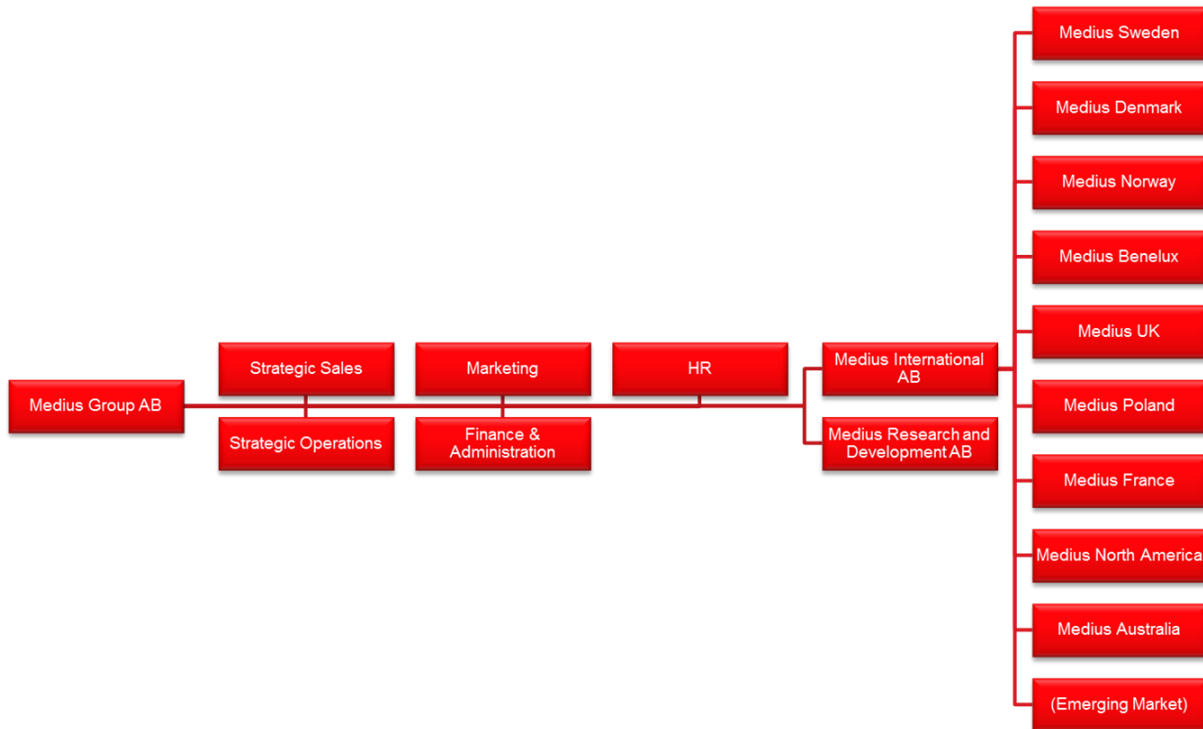 Medius Group AB
Strategic Sales
Strategic Operations
Marketing
Finance &
Administration
HR
Medius International
AB
Medius Research and
Development AB
Medius Sweden
Medius Denmark
Medius Norway
Medius Benelux
Medius UK
Medius Poland
Medius France
Medius North America
Medius Australia
(Emerging Market)